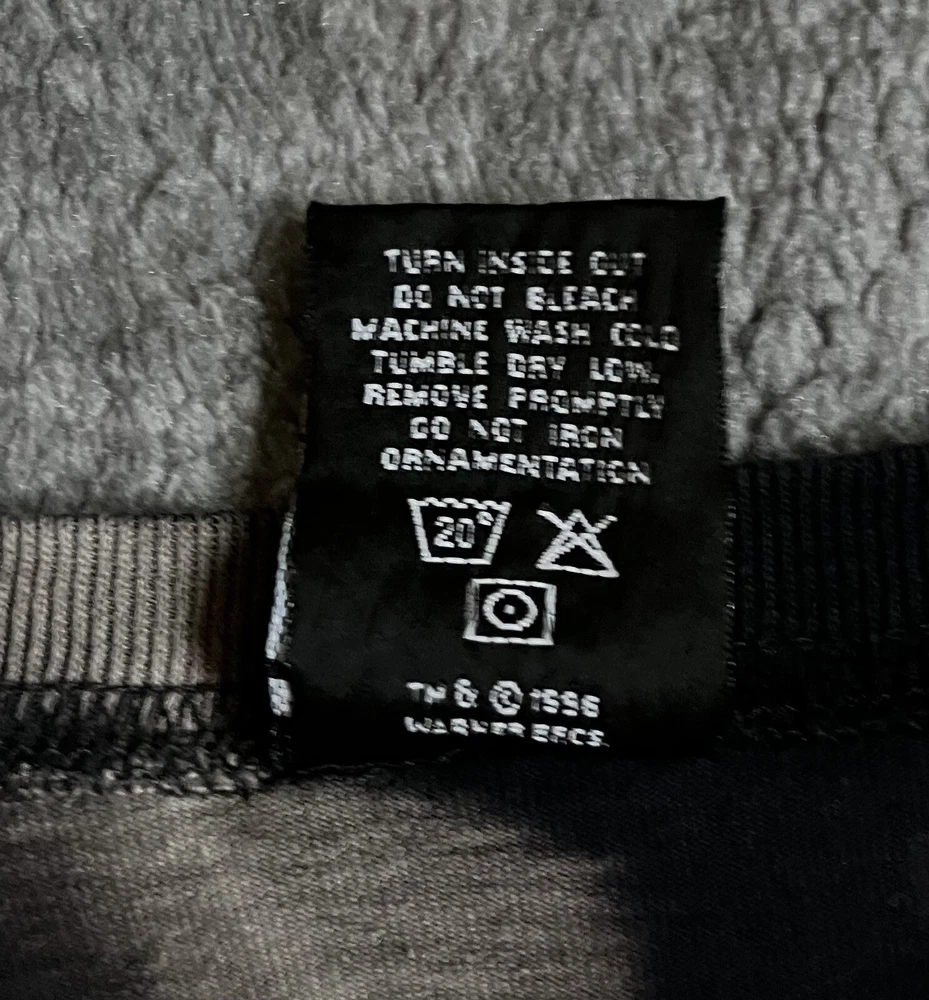 TURN INSIDE OUT
DO NOT BLEACH
MACHINE WASH COLD
TUMBLE DRY LOW.
REMOVE PROMPTLY
DO NOT IRON
ORNAMENTATION
20°
TM & © 1996
WARNER BROS.